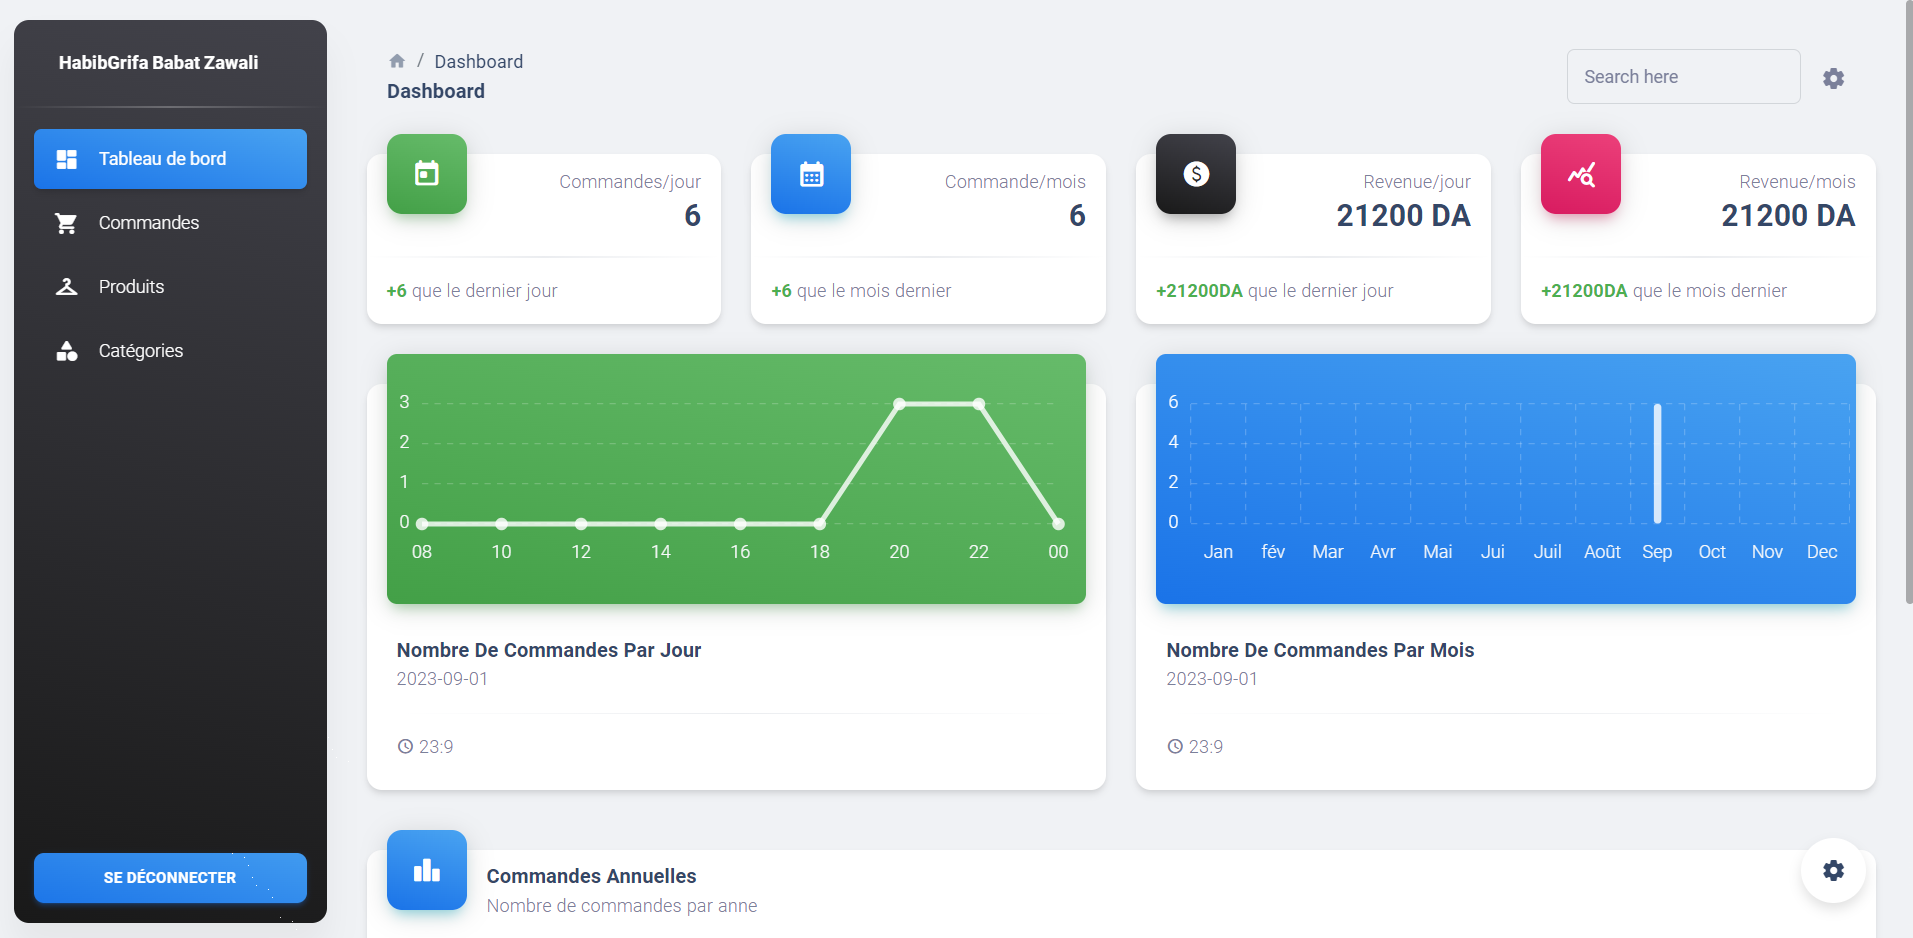 HabibGrifa Babat Zawali
Tableau de bord
Commandes
Produits
Catégories
SE DÉCONNECTER
/ Dashboard
Dashboard
Search here
Commandes/jour
6
+6 que le dernier jour
Commande/mois
6
+6 que le mois dernier
Revenue/jour
21200 DA
+21200DA que le dernier jour
Revenue/mois
21200 DA
+21200DA que le mois dernier
3
2
1
0
08 10 12 14 16 18 20 22 00
Nombre De Commandes Par Jour
2023-09-01
23:9
6
4
2
0
Jan fév Mar Avr Mai Jui Juil Août Sep Oct Nov Dec
Nombre De Commandes Par Mois
2023-09-01
23:9
Commandes Annuelles
Nombre de commandes par anne